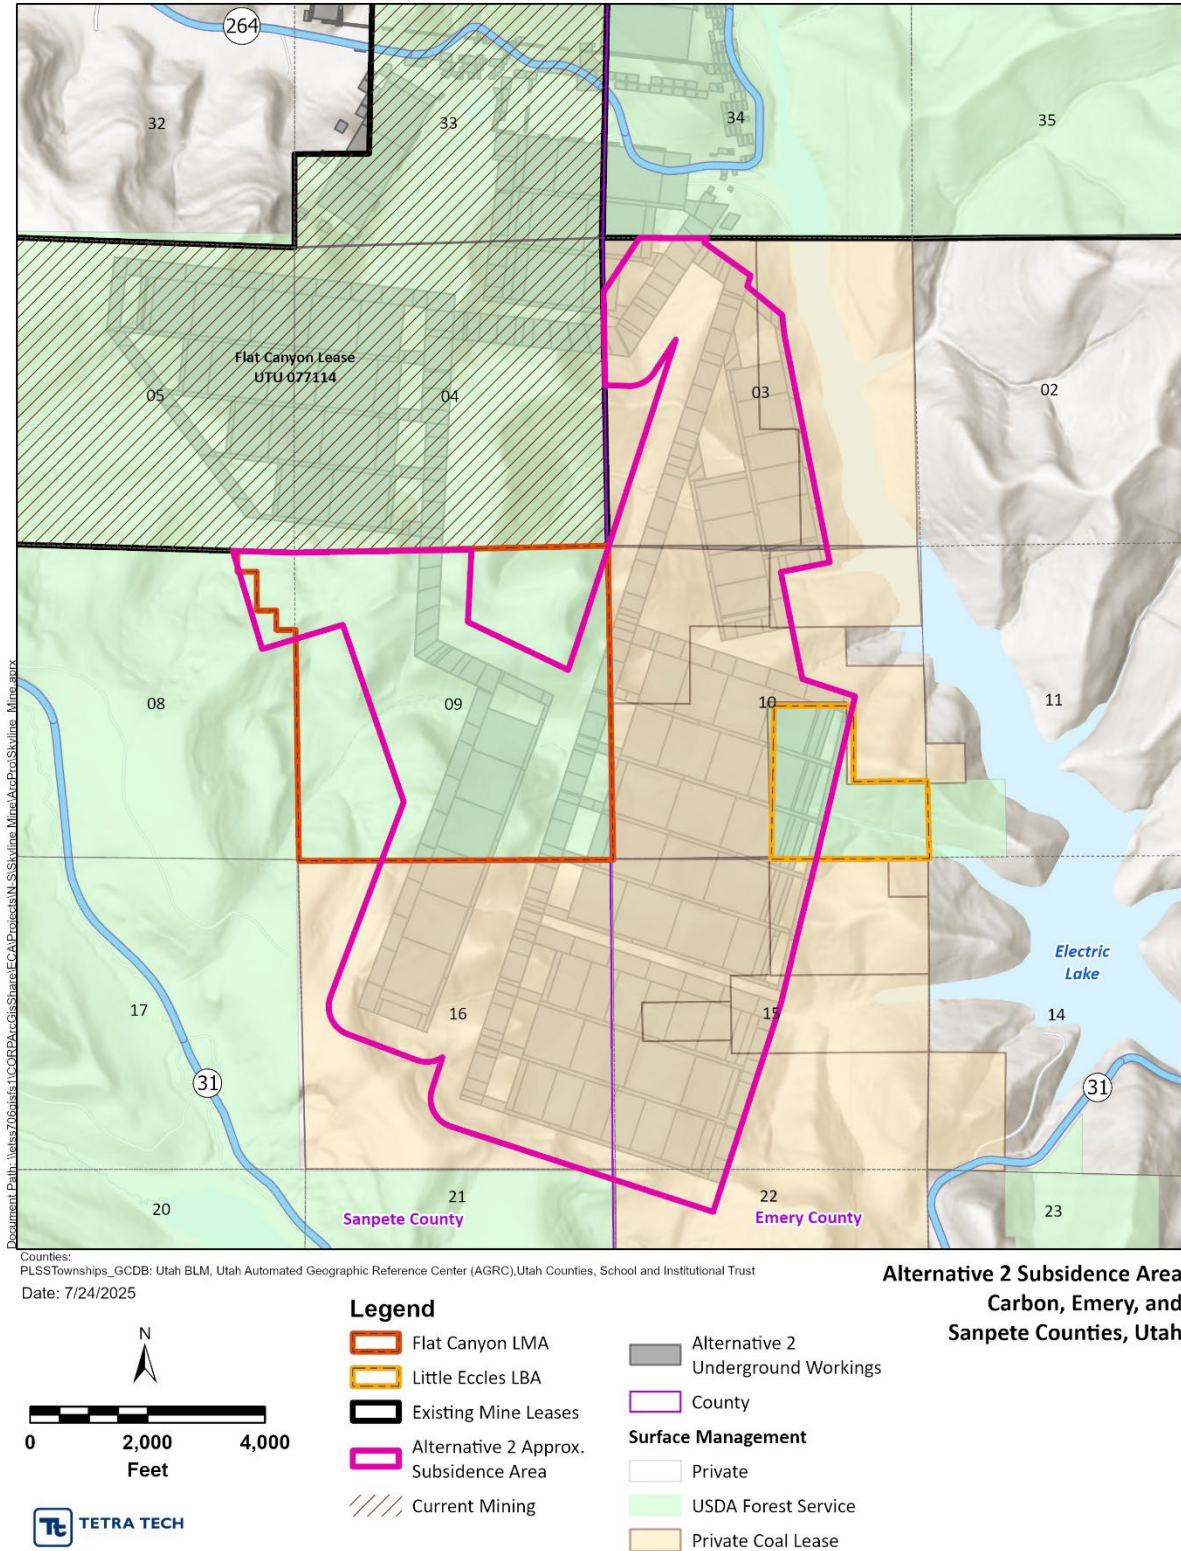 264
32
33
34
35
Flat Canyon Lease
UTU 077114
05
04
03
02
08
09
10
11
Electric
Lake
17
16
15
14
31
31
20
21
22
23
Sanpete County
Emery County
Counties:
PLSSTownships_GCDB: Utah BLM, Utah Automated Geographic Reference Center (AGRC),Utah Counties, School and Institutional Trust
Date: 7/24/2025
Alternative 2 Subsidence Area
Carbon, Emery, and
Sanpete Counties, Utah
N
0 2,000 4,000
Feet
TETRA TECH
Legend
Flat Canyon LMA
Little Eccles LBA
Existing Mine Leases
Alternative 2 Approx.
Subsidence Area
Current Mining
Alternative 2
Underground Workings
County
Surface Management
Private
USDA Forest Service
Private Coal Lease